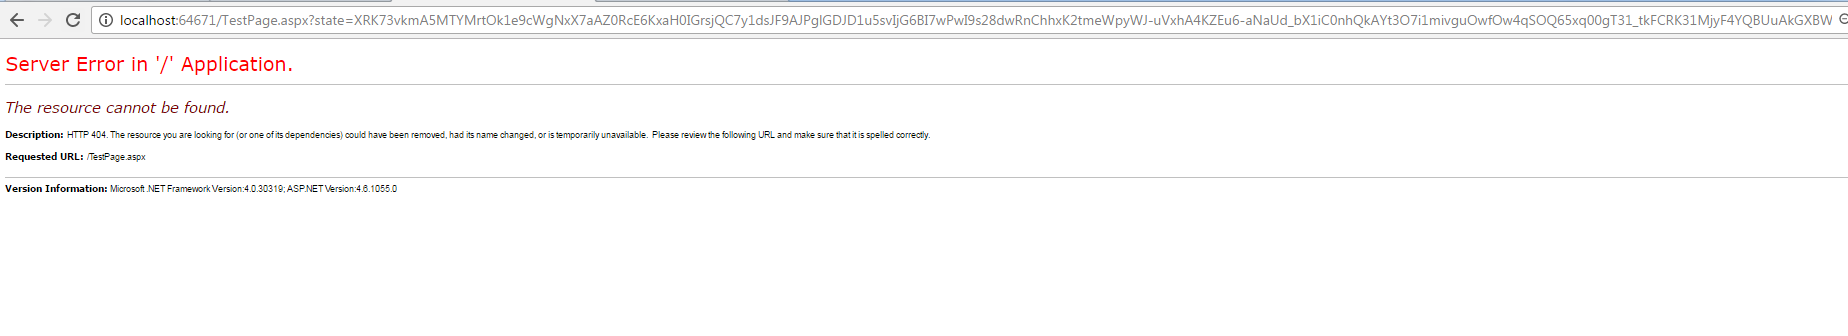 localhost:64671/TestPage.aspx?state=XRK73vkmA5MTYMrtOk1e9cWgNxX7aAZ0RcE6KxaH0IGrsjQC7y1dsJF9AJPglGDJD1u5svIjG6BI7wPwI9s28dwRnChhxK2tmeWpyWJ-uVxhA4KZEu6-aNaUd_bX1iC0nhQkAYt3O7i1mivguOwfOw4qSOQ65xq00gT31_tkFCRK31MjyF4YQBUuAkGXBW
Server Error in '/' Application.
The resource cannot be found.
Description: HTTP 404. The resource you are looking for (or one of its dependencies) could have been removed, had its name changed, or is temporarily unavailable.  Please review the following URL and make sure that it is spelled correctly.
Requested URL: /TestPage.aspx
Version Information: Microsoft .NET Framework Version:4.0.30319; ASP.NET Version:4.6.1055.0